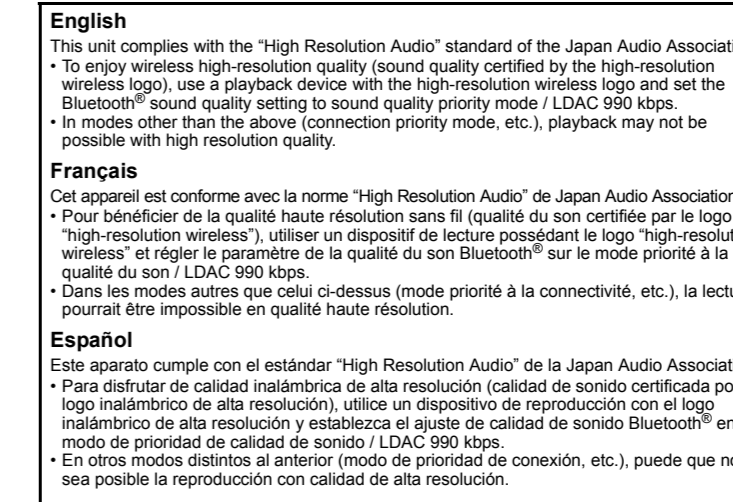 English
This unit complies with the “High Resolution Audio” standard of the Japan Audio
• To enjoy wireless high-resolution quality (sound quality certified by the high-resolution
wireless logo), use a playback device with the high-resolution wireless logo and set the
Bluetooth® sound quality setting to sound quality priority mode / LDAC 990 kbps.
• In modes other than the above (connection priority mode, etc.), playback may not be
possible with high resolution quality.
Français
Cet appareil est conforme avec la norme “High Resolution Audio” de Japan Audio Association
• Pour bénéficier de la qualité haute résolution sans fil (qualité du son certifiée par le logo
“high-resolution wireless”), utiliser un dispositif de lecture possédant le logo
wireless” et régler le paramètre de la qualité du son Bluetooth® sur le mode priorité à la
qualité du son / LDAC 990 kbps.
• Dans les modes autres que celui ci-dessus (mode priorité à la connectivité, etc.), la
pourrait être impossible en qualité haute résolution.
Español
Este aparato cumple con el estándar “High Resolution Audio” de la Japan Audio
• Para disfrutar de calidad inalámbrica de alta resolución (calidad de sonido certificada
logo inalámbrico de alta resolución), utilice un dispositivo de reproducción con el logo
inalámbrico de alta resolución y establezca el ajuste de calidad de sonido Bluetooth® en
modo de prioridad de calidad de sonido / LDAC 990 kbps.
• En otros modos distintos al anterior (modo de prioridad de conexión, etc.), puede que
sea posible la reproducción con calidad de alta resolución.